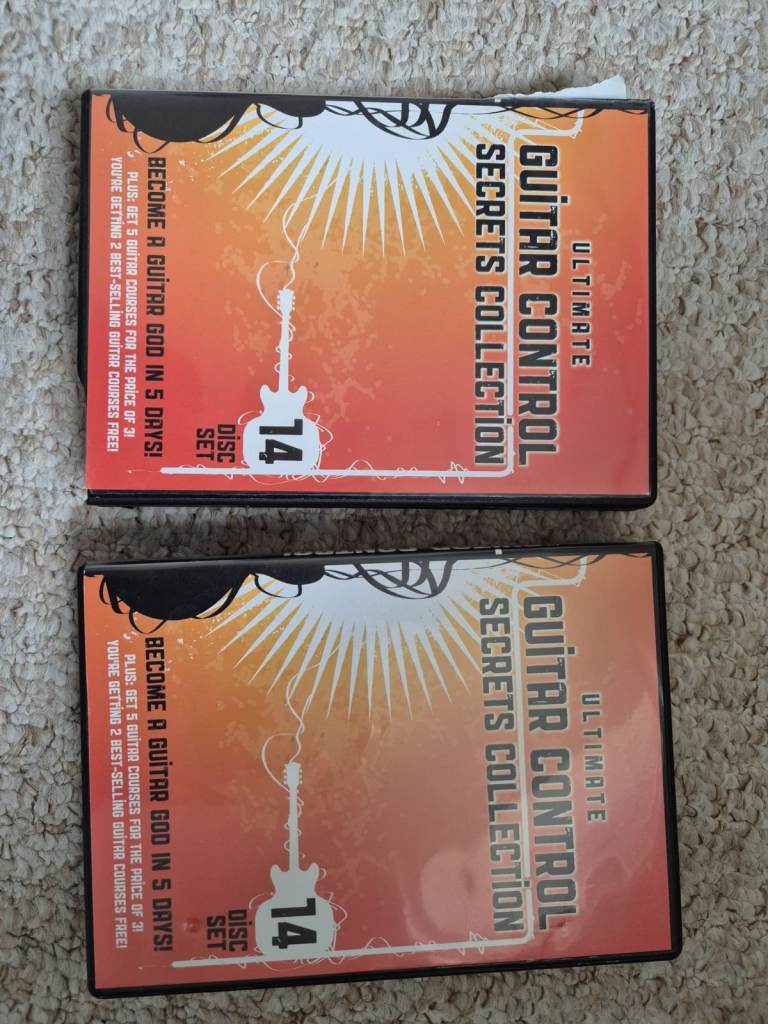 ULTIMATE
GUITAR CONTROL
SECRETS COLLECTION
14
DISC
SET
BECOME A GUITAR GOD IN 5 DAYS!
PLUS: GET 5 GUITAR COURSES FOR THE PRICE OF 3!
YOU'RE GETTING 2 BEST-SELLING GUITAR COURSES FREE!
ULTIMATE
GUITAR CONTROL
SECRETS COLLECTION
14
DISC
SET
BECOME A GUITAR GOD IN 5 DAYS!
PLUS: GET 5 GUITAR COURSES FOR THE PRICE OF 3!
YOU'RE GETTING 2 BEST-SELLING GUITAR COURSES FREE!